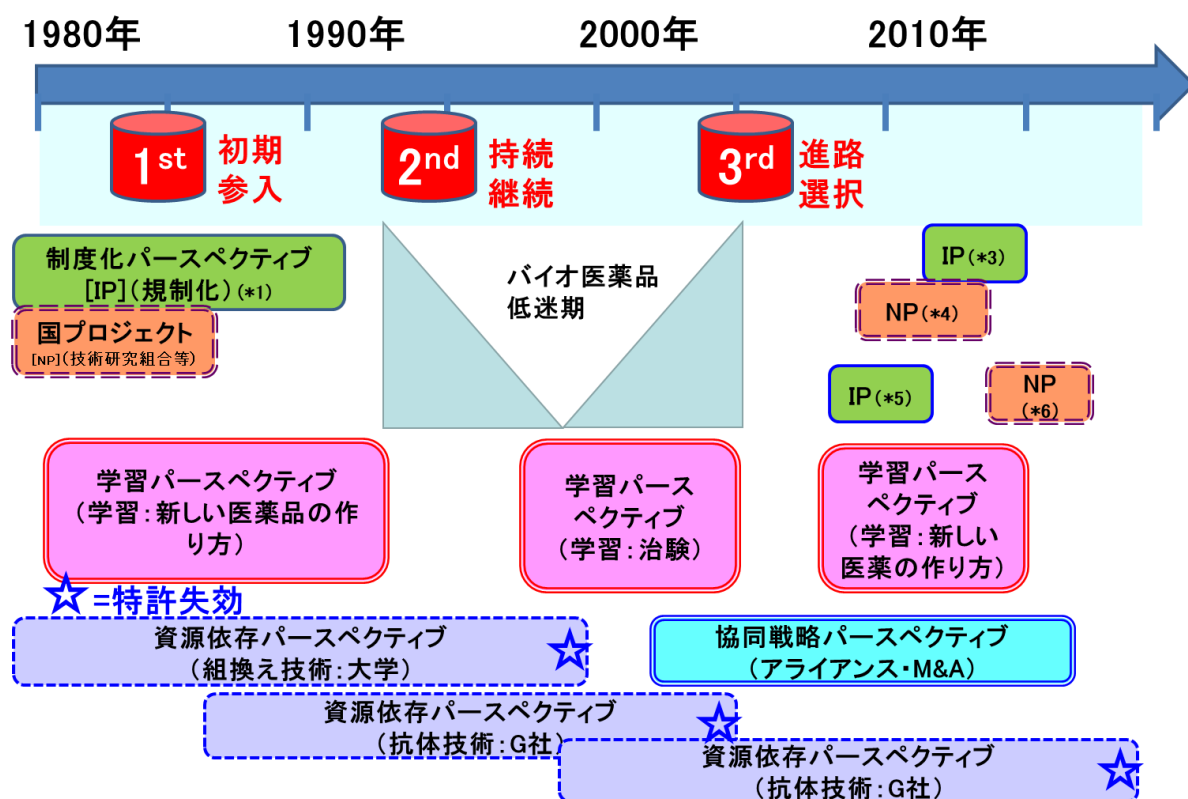 1980年 1990年 2000年 2010年
1st 初期
参入
2nd 持続
継続
3rd 進路
選択
制度化パースペクティブ
[IP](規制化)(*1)
国プロジェクト
[NP](技術研究組合等)
バイオ医薬品
低迷期
IP(*3)
NP(*4)
IP(*5)
NP
(*6)
学習パースペクティブ
(学習:新しい医薬品の作
り方)
学習パース
ペクティブ
(学習:治験)
学習パース
ペクティブ
(学習:新しい
医薬の作り方)
☆=特許失効
資源依存パースペクティブ
(組換え技術:大学)
協同戦略パースペクティブ
(アライアンス・M&A)
資源依存パースペクティブ
(抗体技術:G社)
資源依存パースペクティブ
(抗体技術:G社)